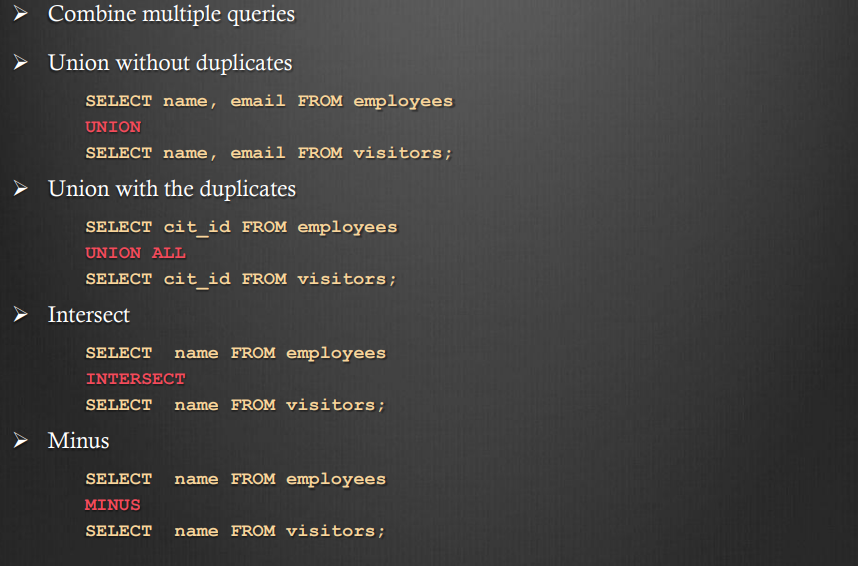 ➢ Combine multiple queries
➢ Union without duplicates
SELECT name, email FROM employees
UNION
SELECT name, email FROM visitors;
➢ Union with the duplicates
SELECT cit_id FROM employees
UNION ALL
SELECT cit_id FROM visitors;
➢ Intersect
SELECT  name FROM employees
INTERSECT
SELECT  name FROM visitors;
➢ Minus
SELECT  name FROM employees
MINUS
SELECT  name FROM visitors;